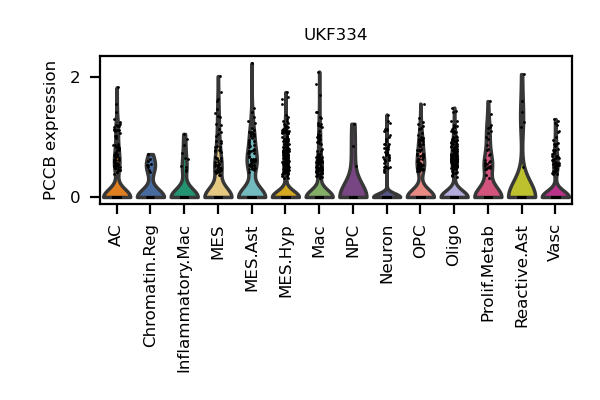 UKF334
PCCB expression
2
0
AC
Chromatin.Reg
Inflammatory.Mac
MES
MES.Ast
MES.Hyp
Mac
NPC
Neuron
OPC
Oligo
Prolif.Metab
Reactive.Ast
Vasc